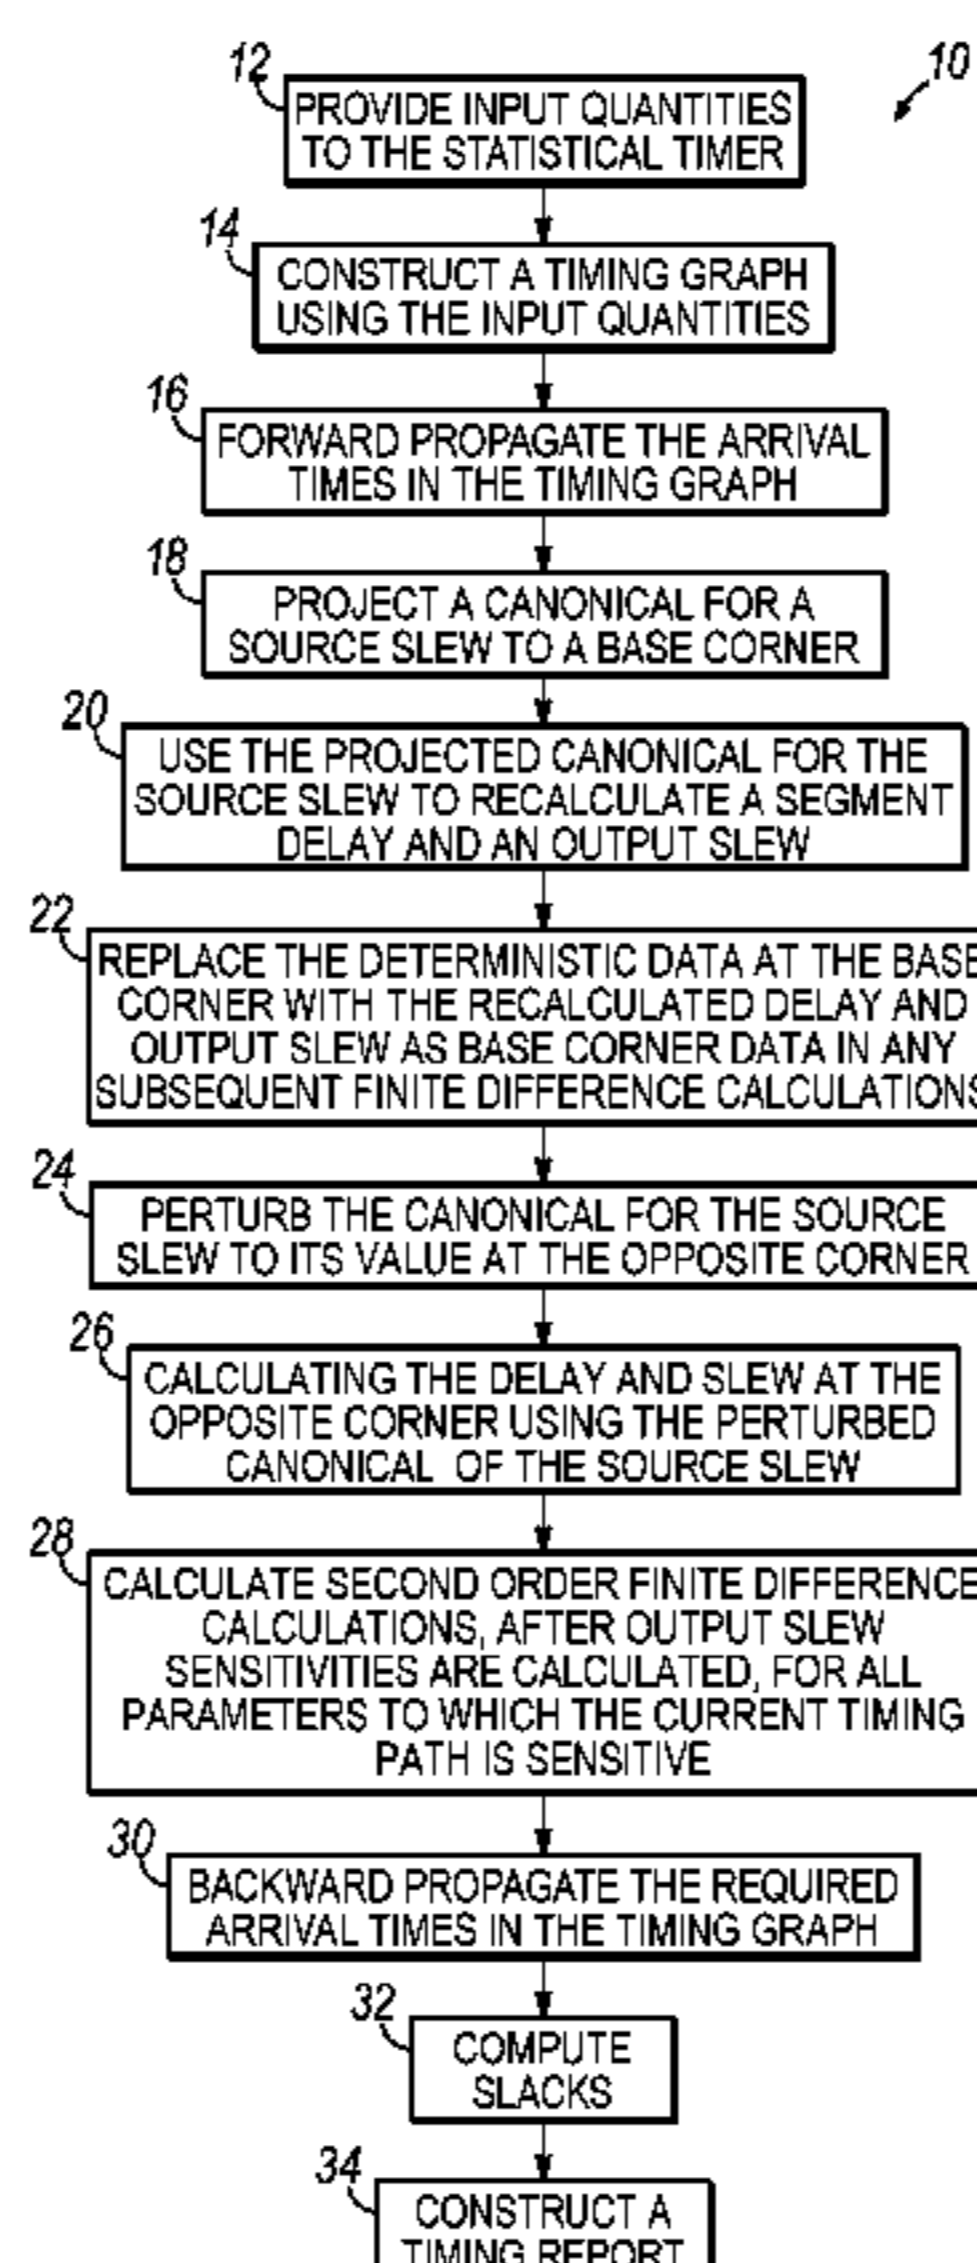 10
12
PROVIDE INPUT QUANTITIES
TO THE STATISTICAL TIMER
14
CONSTRUCT A TIMING GRAPH
USING THE INPUT QUANTITIES
16
FORWARD PROPAGATE THE ARRIVAL
TIMES IN THE TIMING GRAPH
18
PROJECT A CANONICAL FOR A
SOURCE SLEW TO A BASE CORNER
20
USE THE PROJECTED CANONICAL FOR THE
SOURCE SLEW TO RECALCULATE A SEGMENT
DELAY AND AN OUTPUT SLEW
22
REPLACE THE DETERMINISTIC DATA AT THE BASE
CORNER WITH THE RECALCULATED DELAY AND
OUTPUT SLEW AS BASE CORNER DATA IN ANY
SUBSEQUENT FINITE DIFFERENCE CALCULATIONS
24
PERTURB THE CANONICAL FOR THE SOURCE
SLEW TO ITS VALUE AT THE OPPOSITE CORNER
26
CALCULATING THE DELAY AND SLEW AT THE
OPPOSITE CORNER USING THE PERTURBED
CANONICAL OF THE SOURCE SLEW
28
CALCULATE SECOND ORDER FINITE DIFFERENCE
CALCULATIONS, AFTER OUTPUT SLEW
SENSITIVITIES ARE CALCULATED, FOR ALL
PARAMETERS TO WHICH THE CURRENT TIMING
PATH IS SENSITIVE
30
BACKWARD PROPAGATE THE REQUIRED
ARRIVAL TIMES IN THE TIMING GRAPH
32
COMPUTE
SLACKS
34
CONSTRUCT A
TIMING REPORT